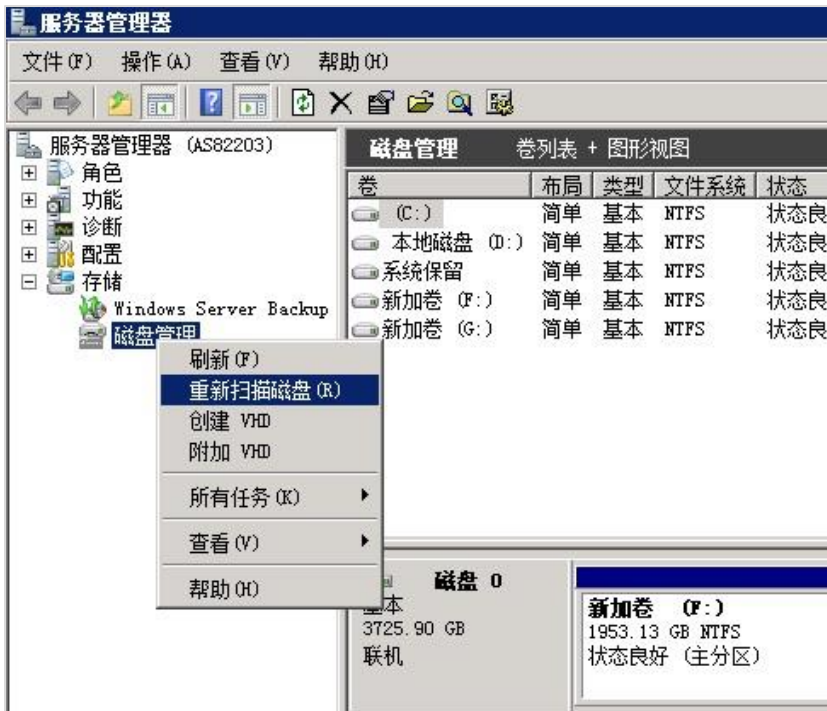 服务器管理器
文件(F) 操作(A) 查看(V) 帮助(H)
服务器管理器 (AS82203)
角色
功能
诊断
配置
存储
Windows Server Backup
磁盘管理
磁盘管理 卷列表 + 图形视图
卷 布局 类型 文件系统 状态
(C:) 简单 基本 NTFS 状态良
本地磁盘 (D:) 简单 基本 NTFS 状态良
系统保留 简单 基本 NTFS 状态良
新加卷 (F:) 简单 基本 NTFS 状态良
新加卷 (G:) 简单 基本 NTFS 状态良
刷新(F)
重新扫描磁盘(R)
创建 VHD
附加 VHD
所有任务(K)
查看(V)
帮助(H)
磁盘 0
基本
3725.90 GB
联机
新加卷 (F:)
1953.13 GB NTFS
状态良好 (主分区)